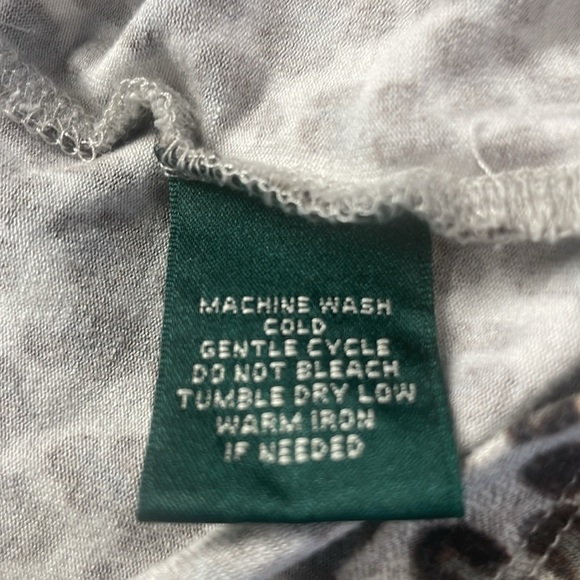 MACHINE WASH
COLD
GENTLE CYCLE
DO NOT BLEACH
TUMBLE DRY LOW
WARM IRON
IF NEEDED